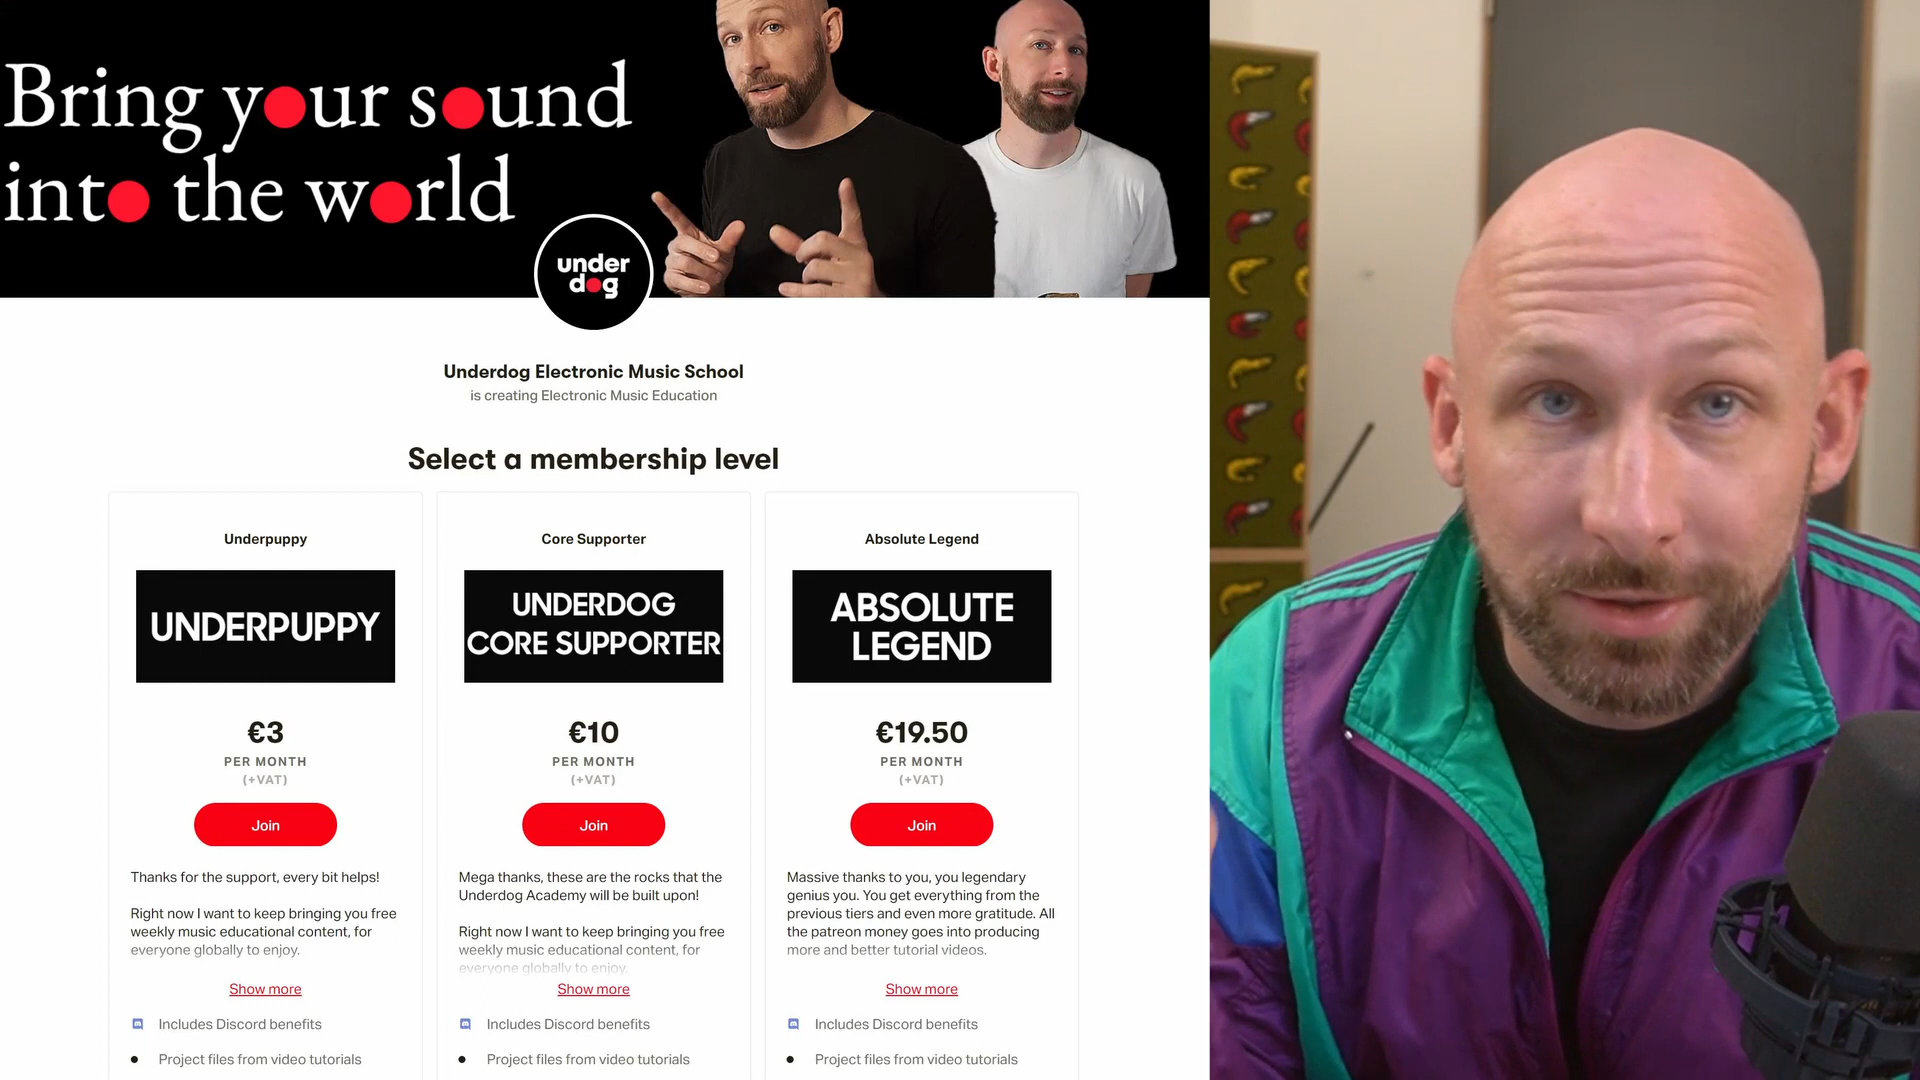 Bring your sound
into the world
under
dog
Underdog Electronic Music School
is creating Electronic Music Education
Select a membership level
Underpuppy
UNDERPUPPY
€3
PER MONTH
(+VAT)
Join
Thanks for the support, every bit helps!
Right now I want to keep bringing you free
weekly music educational content, for
everyone globally to enjoy.
Show more
Includes Discord benefits
Project files from video tutorials
Core Supporter
UNDERDOG
CORE SUPPORTER
€10
PER MONTH
(+VAT)
Join
Mega thanks, these are the rocks that the
Underdog Academy will be built upon!
Right now I want to keep bringing you free
weekly music educational content, for
everyone globally to enjoy.
Show more
Includes Discord benefits
Project files from video tutorials
Absolute Legend
ABSOLUTE
LEGEND
€19.50
PER MONTH
(+VAT)
Join
Massive thanks to you, you legendary
genius you. You get everything from the
previous tiers and even more gratitude. All
the patreon money goes into producing
more and better tutorial videos.
Show more
Includes Discord benefits
Project files from video tutorials